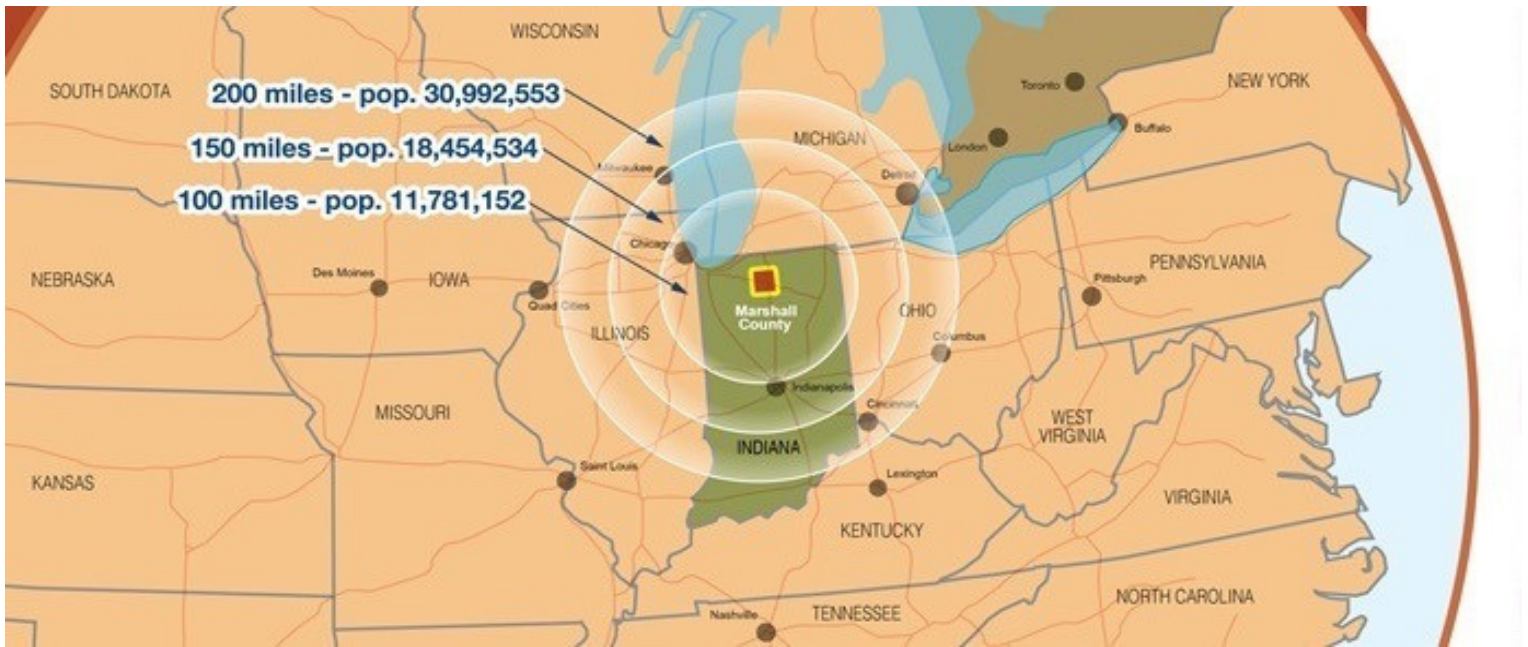 WISCONSIN
SOUTH DAKOTA
200 miles - pop. 30,992,553
Toronto
NEW YORK
Buffalo
150 miles - pop. 18,454,534
MICHIGAN
London
Milwaukee
Detroit
100 miles - pop. 11,781,152
Chicago
NEBRASKA
Des Moines
IOWA
Quad Cities
PENNSYLVANIA
Pittsburgh
Marshall
County
OHIO
ILLINOIS
Columbus
Indianapolis
MISSOURI
Cincinnati
WEST
VIRGINIA
INDIANA
KANSAS
Saint Louis
Lexington
VIRGINIA
KENTUCKY
NORTH CAROLINA
Nashville
TENNESSEE